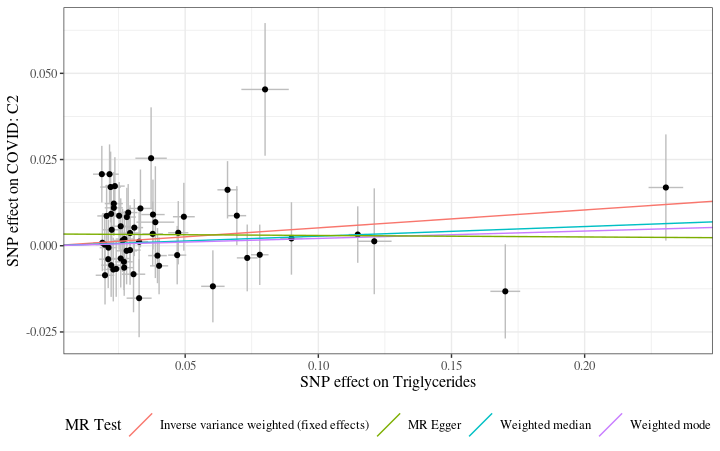 SNP effect on COVID: C2
0.050
0.025
0.000
-0.025
0.05 0.10 0.15 0.20
SNP effect on Triglycerides
MR Test Inverse variance weighted (fixed effects) MR Egger Weighted median Weighted mode